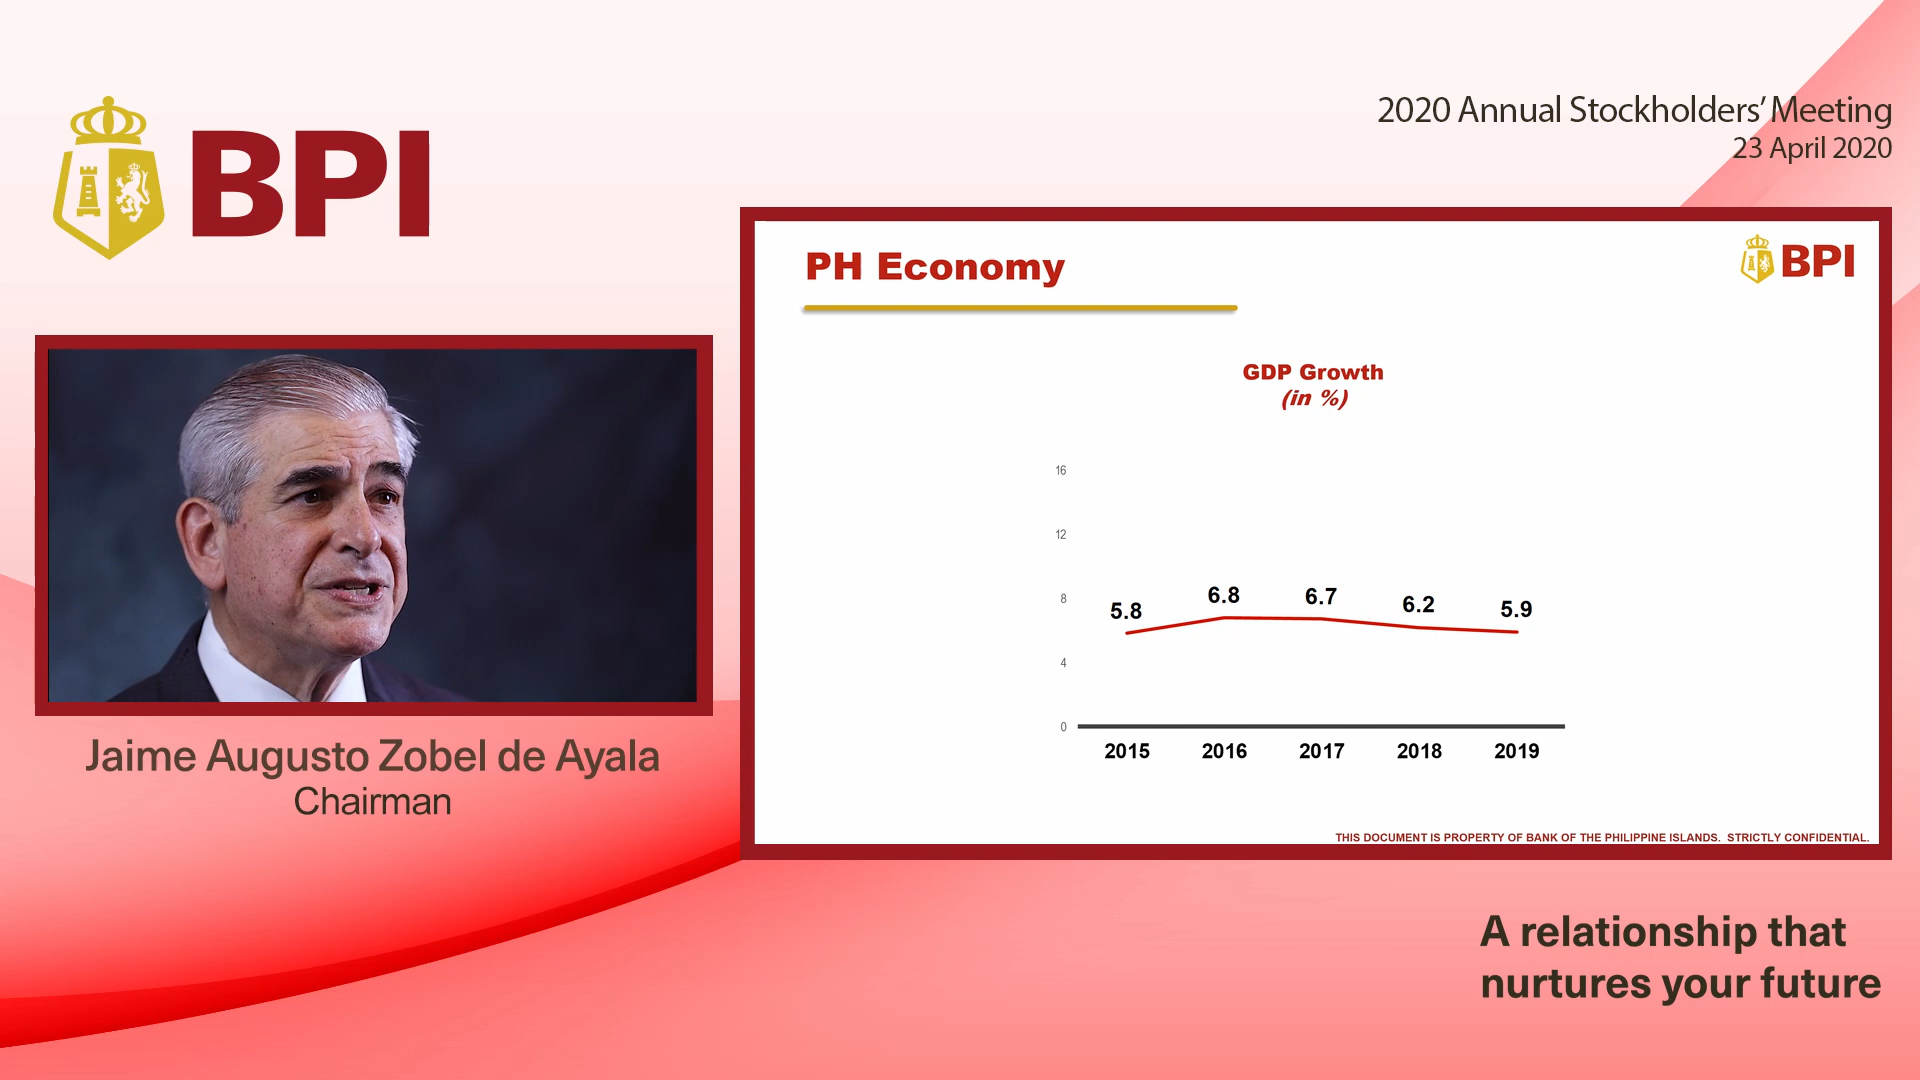 BPI
2020 Annual Stockholders' Meeting
23 April 2020
Jaime Augusto Zobel de Ayala
Chairman
PH Economy
BPI
GDP Growth
(in %)
16
12
8
4
0
5.8 6.8 6.7 6.2 5.9
2015 2016 2017 2018 2019
THIS DOCUMENT IS PROPERTY OF BANK OF THE PHILIPPINE ISLANDS. STRICTLY CONFIDENTIAL.
A relationship that
nurtures your future